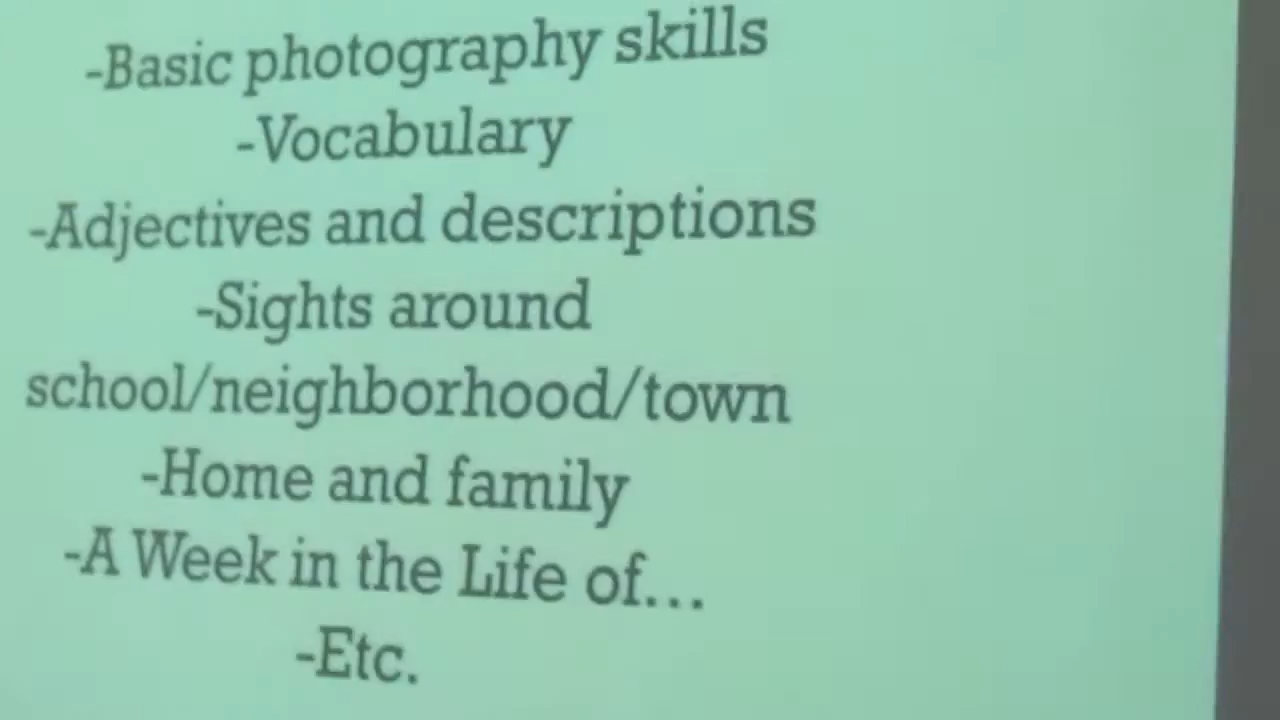 -Basic photography skills
-Vocabulary
-Adjectives and descriptions
-Sights around
school/neighborhood/town
-Home and family
-A Week in the Life of...
-Etc.